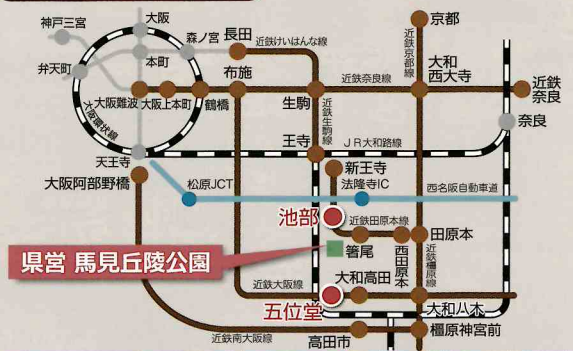 神戸三宮
大阪
京都
弁天町
本町
森ノ宮
長田
近鉄けいはんな線
近鉄京都線
布施
大和
西大寺
大阪難波
大阪上本町
鶴橋
生駒
近鉄奈良線
近鉄
奈良
大阪環状線
近鉄生駒線
奈良
天王寺
王寺
JR大和路線
大阪阿部野橋
松原JCT
新王寺
法隆寺IC
西名阪自動車道
池部
近鉄田原本線
田原本
箸尾
西田原本
近鉄橿原線
県営 馬見丘陵公園
近鉄大阪線
大和高田
五位堂
大和八木
近鉄南大阪線
高田市
橿原神宮前